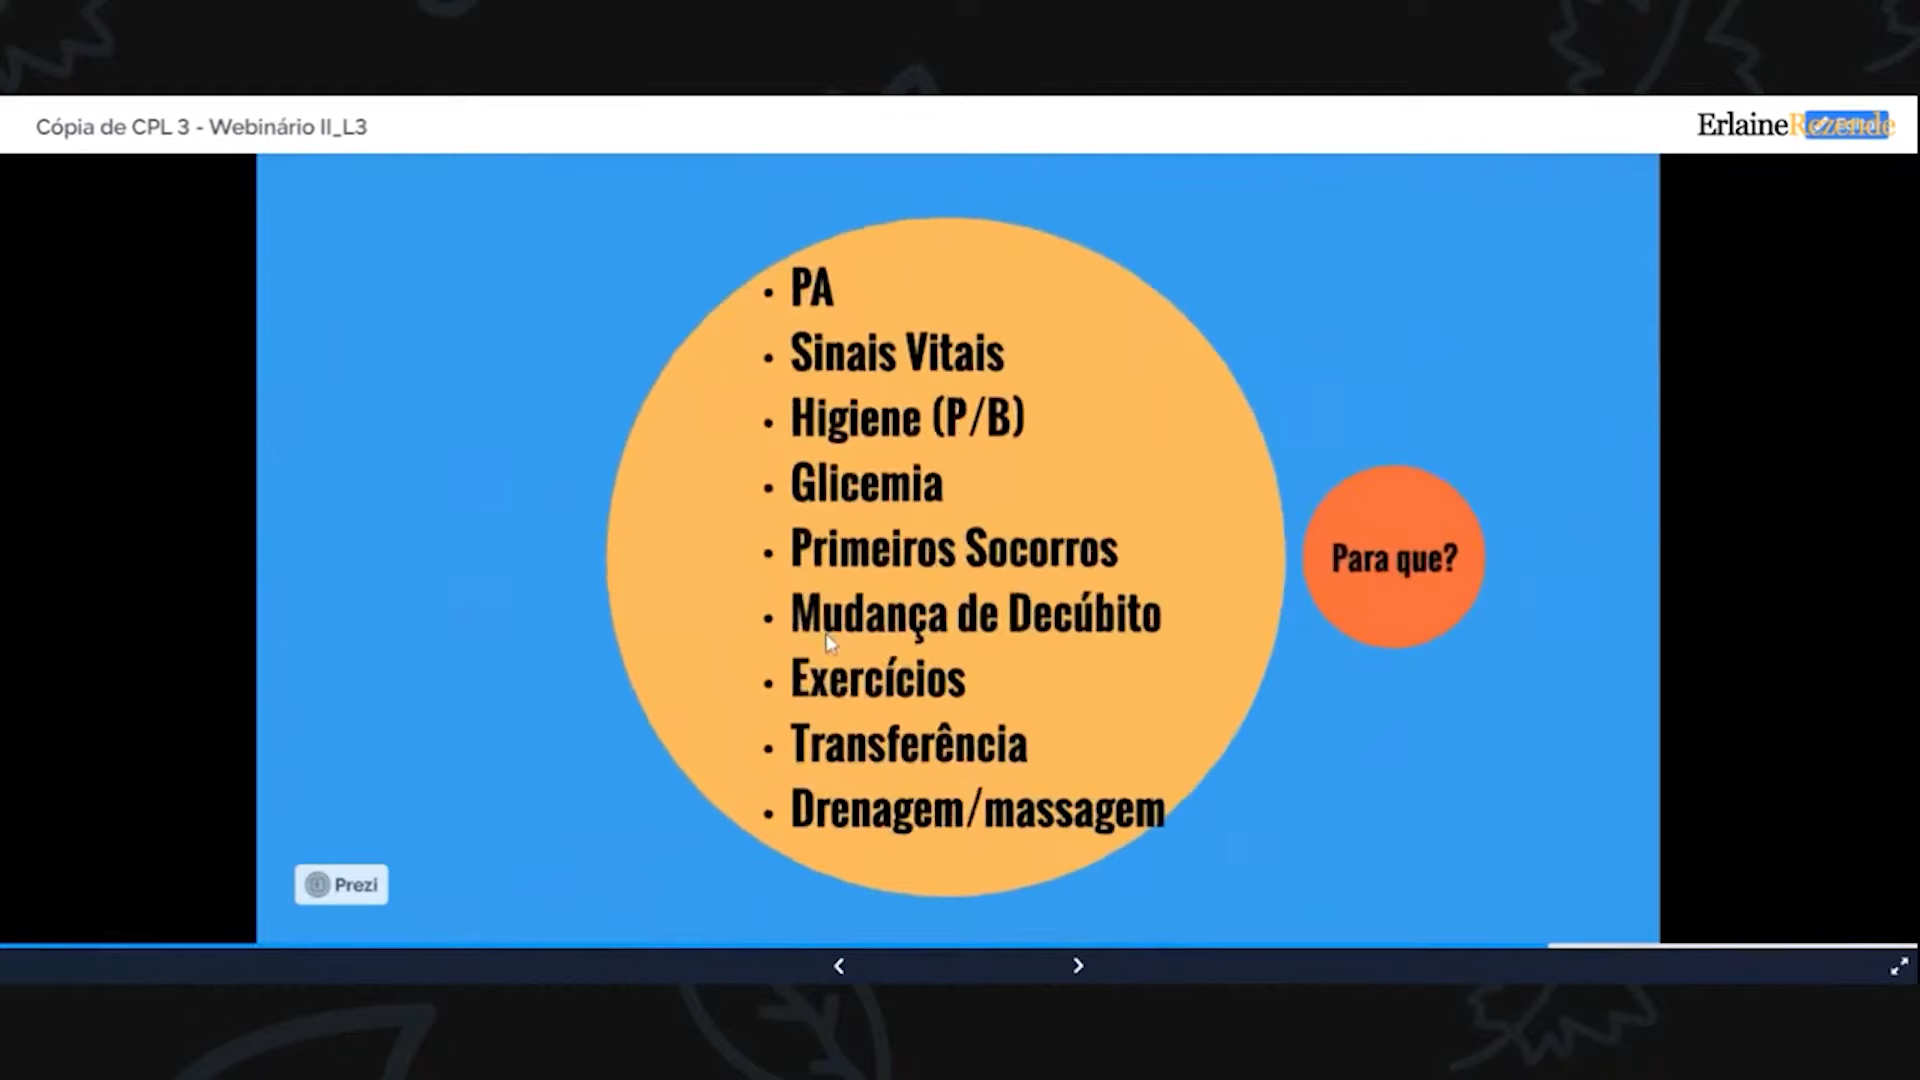 Cópia de CPL 3 - Webinário II_L3
ErlaineRezende
• PA
• Sinais Vitais
• Higiene (P/B)
• Glicemia
• Primeiros Socorros
• Mudança de Decúbito
• Exercícios
• Transferência
• Drenagem/massagem
Para que?
Prezi